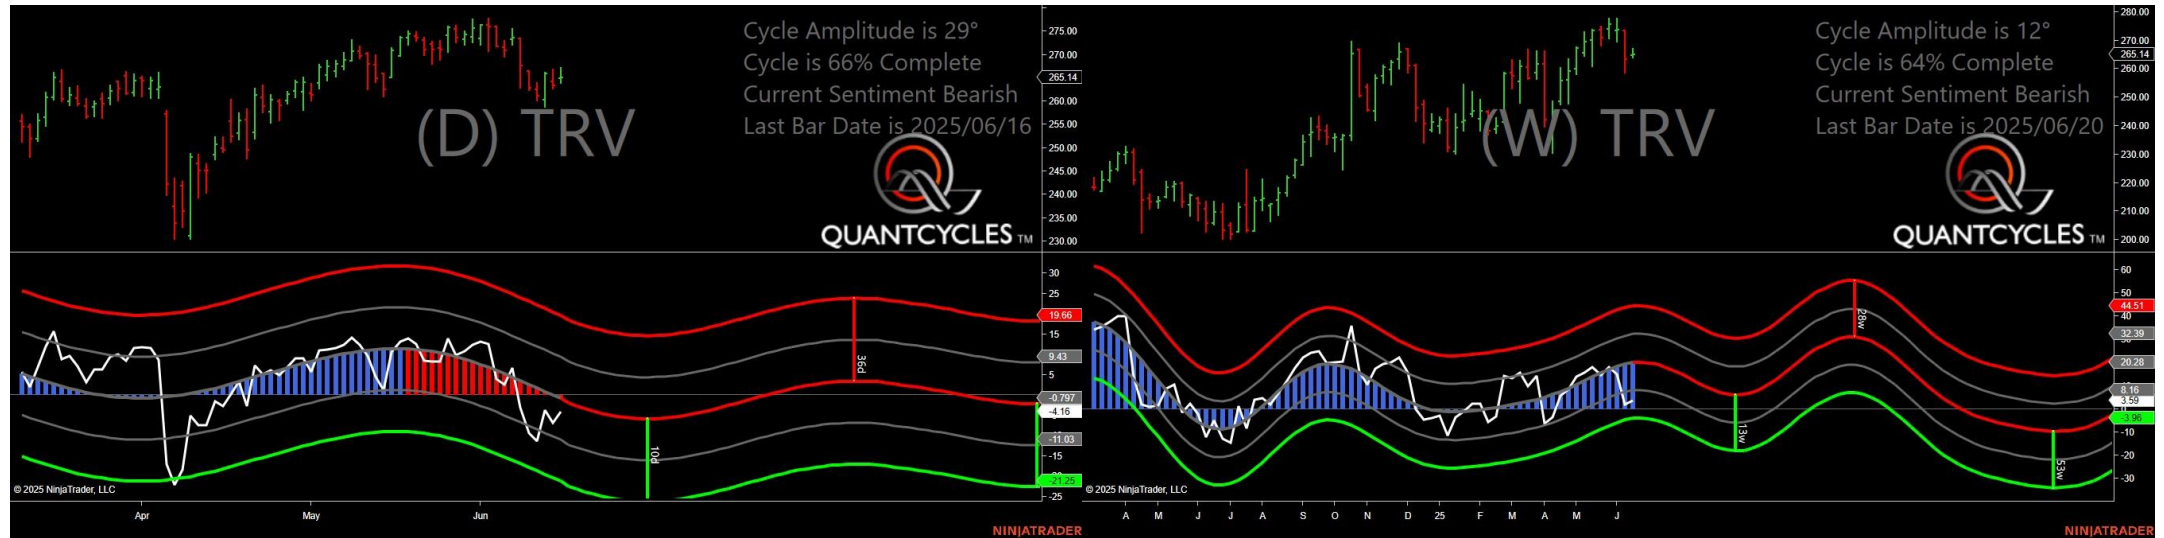 Cycle Amplitude is 29°
Cycle is 66% Complete
Current Sentiment Bearish
Last Bar Date is 2025/06/16
(D) TRV
QUANTCYCLES TM
275.00
270.00
265.14
260.00
255.00
250.00
245.00
240.00
235.00
230.00
30
25
19.66
15
9.43
5
-0.797
-4.16
-11.03
-15
-21.25
-25
36d
10d
© 2025 NinjaTrader, LLC
Apr May Jun
NINJATRADER
Cycle Amplitude is 12°
Cycle is 64% Complete
Current Sentiment Bearish
Last Bar Date is 2025/06/20
(W) TRV
QUANTCYCLES TM
280.00
270.00
265.14
260.00
250.00
240.00
230.00
220.00
210.00
200.00
60
50
44.51
40
32.39
20.28
8.16
3.59
-3.96
-10
-20
-30
28w
13w
53w
© 2025 NinjaTrader, LLC
A M J J A S O N D 25 F M A M J
NINJATRADER